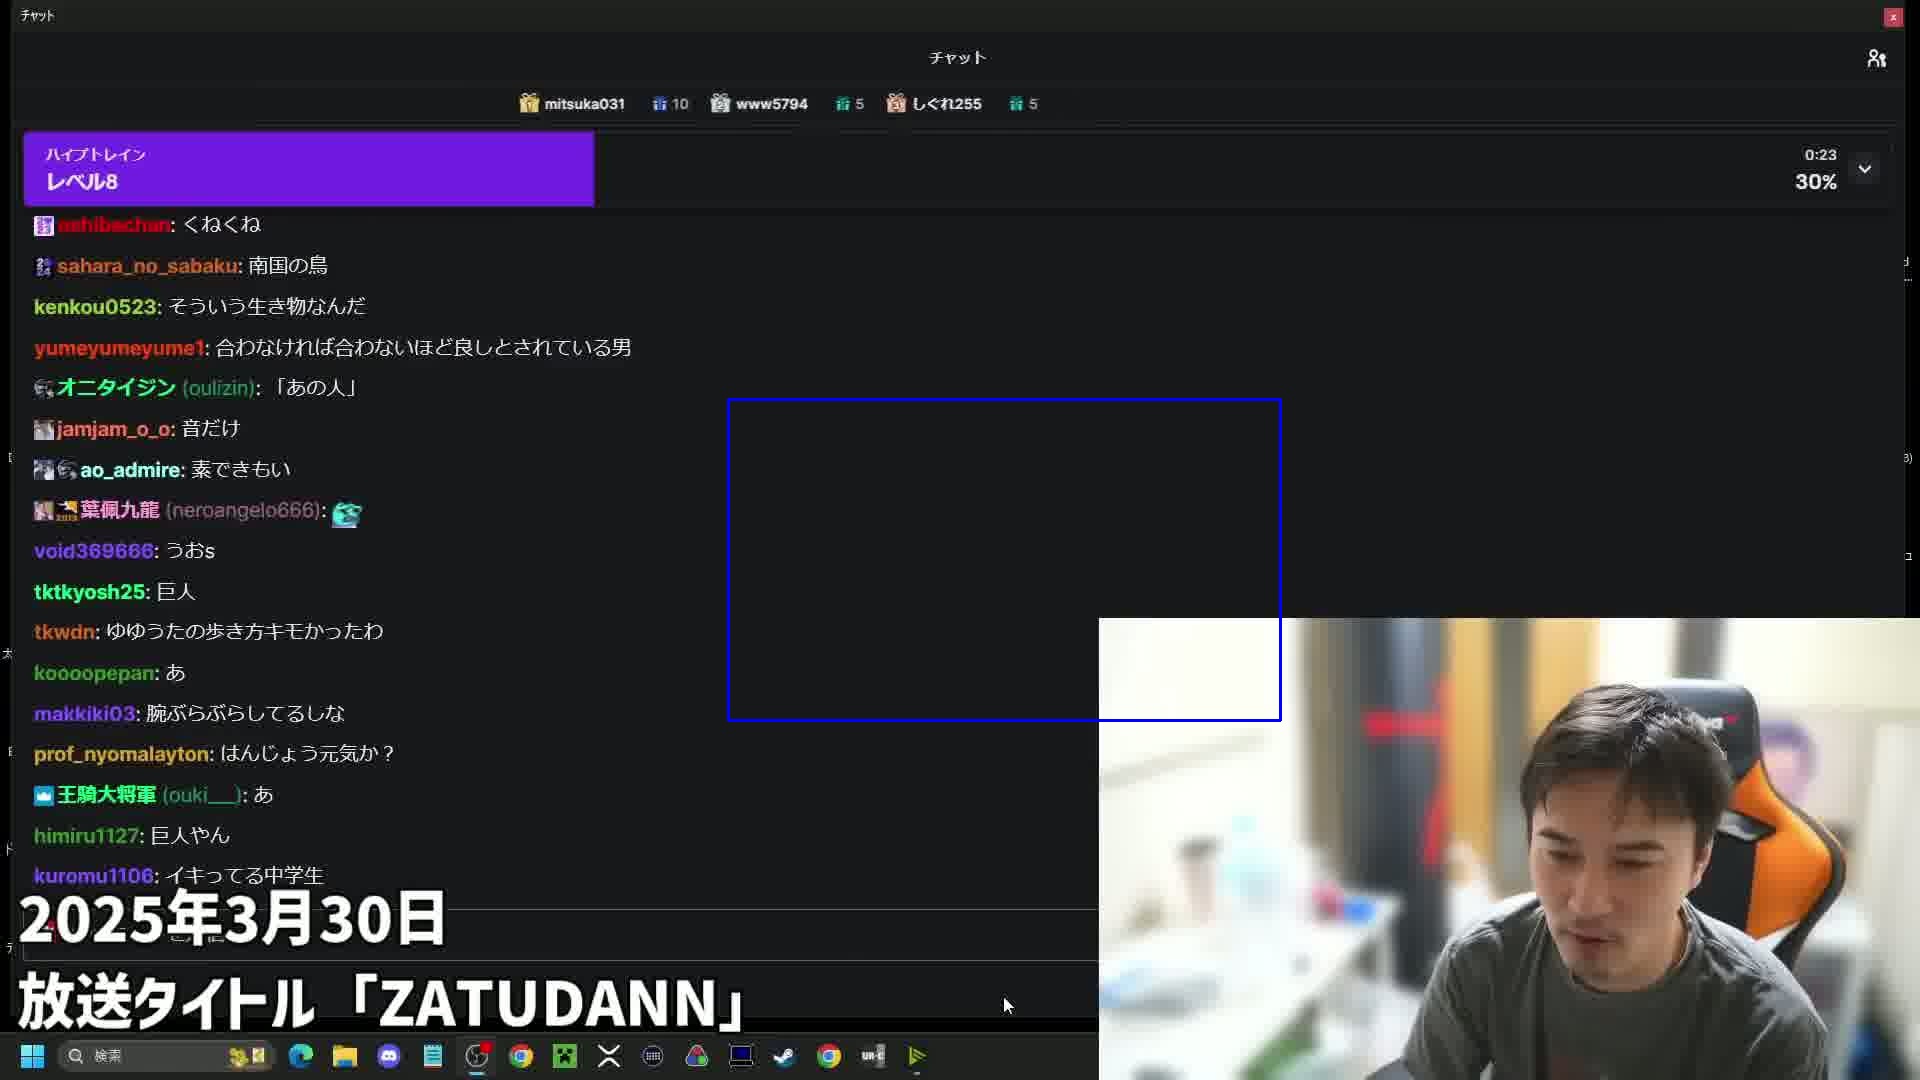 チャット
チャット
mitsuka031 10 www5794 5 しぐれ255 5
ハイプトレイン
レベル8
0:23
30%
oshibachan: くねくね
sahara_no_sabaku: 南国の鳥
kenkou0523: そういう生き物なんだ
yumeyumeyume1: 合わなければ合わないほど良しとされている男
オニタイジン (oulizin): 「あの人」
jamjam_o_o: 音だけ
ao_admire: 素できもい
葉佩九龍 (neroangelo666):
void369666: うおs
tktkyosh25: 巨人
tkwdn: ゆゆうたの歩き方キモかったわ
koooopepan: あ
makkiki03: 腕ぶらぶらしてるしな
prof_nyomalayton: はんじょう元気か？
王騎大将軍 (ouki___): あ
himiru1127: 巨人やん
kuromu1106: イキってる中学生
2025年3月30日
放送タイトル「ZATUDANN」
検索